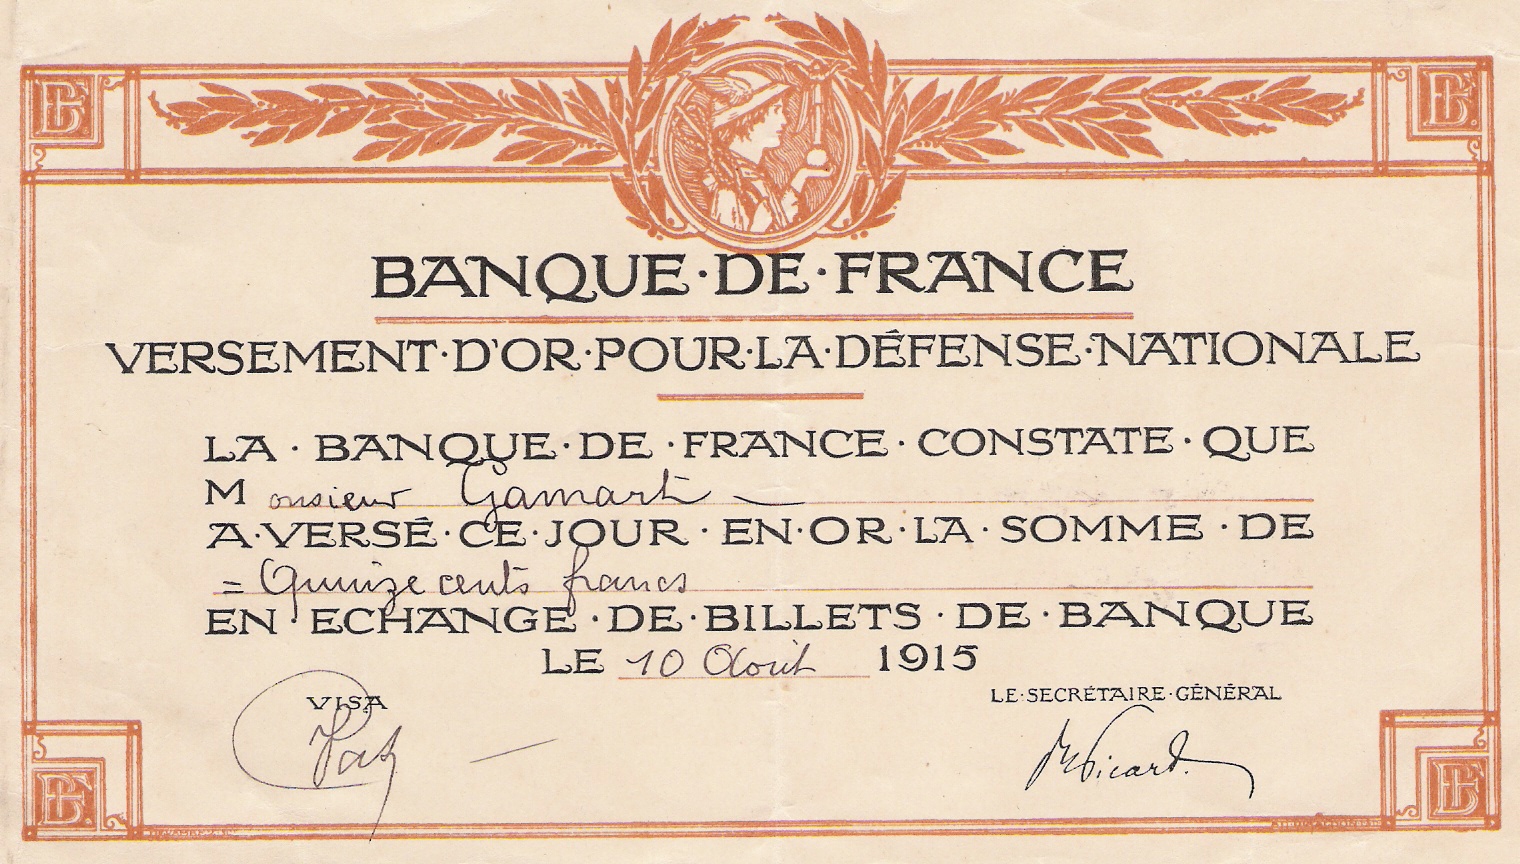 BANQUE·DE·FRANCE
VERSEMENT·D'OR·POUR·LA·DÉFENSE·NATIONALE
LA·BANQUE·DE·FRANCE·CONSTATE·QUE
Monsieur Gamart —
A·VERSÉ·CE·JOUR·EN·OR·LA·SOMME·DE
= Quinze cents francs
EN·ECHANGE·DE·BILLETS·DE·BANQUE
LE 10 Août 1915
VISA
LE·SECRÉTAIRE·GÉNÉRAL
Picard.